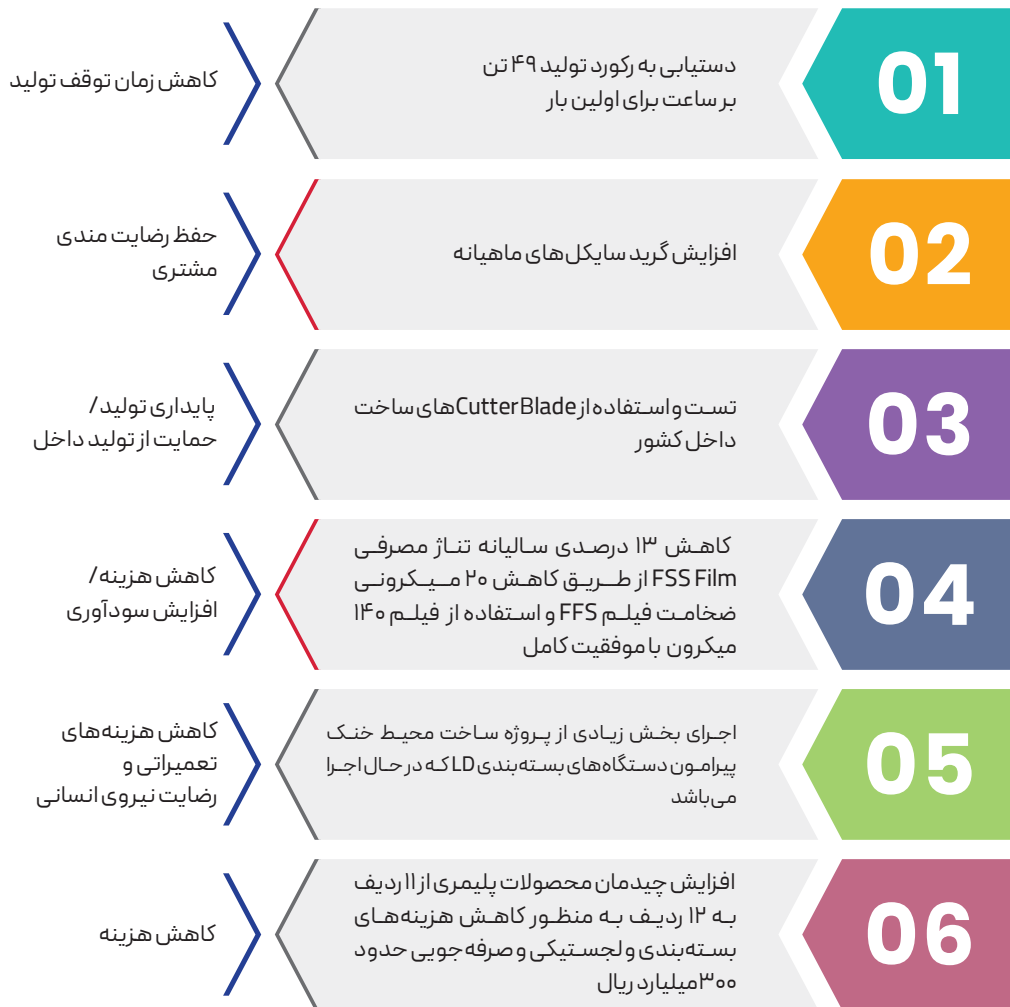 01
دستیابی به رکورد تولید ۴۹ تن
بر ساعت برای اولین بار
کاهش زمان توقف تولید
02
افزایش گرید سایکل‌های ماهیانه
حفظ رضایت مندی
مشتری
03
تست و استفاده از Cutter Blade‌های ساخت
داخل کشور
پایداری تولید/
حمایت از تولید داخل
04
کاهش ۱۳ درصدی سالیانه تناژ مصرفی
FSS Film از طریق کاهش ۲۰ میکرونی
ضخامت فیلم FFS و استفاده از فیلم ۱۴۰
میکرون با موفقیت کامل
کاهش هزینه/
افزایش سودآوری
05
اجرای بخش زیادی از پروژه ساخت محیط خنک
پیرامون دستگاه‌های بسته‌بندی LD که در حال اجرا
می‌باشد
کاهش هزینه‌های
تعمیراتی و
رضایت نیروی انسانی
06
افزایش چیدمان محصولات پلیمری از ۱۱ ردیف
به ۱۲ ردیف به منظور کاهش هزینه‌های
بسته‌بندی و لجستیکی و صرفه جویی حدود
۳۰۰میلیارد ریال
کاهش هزینه